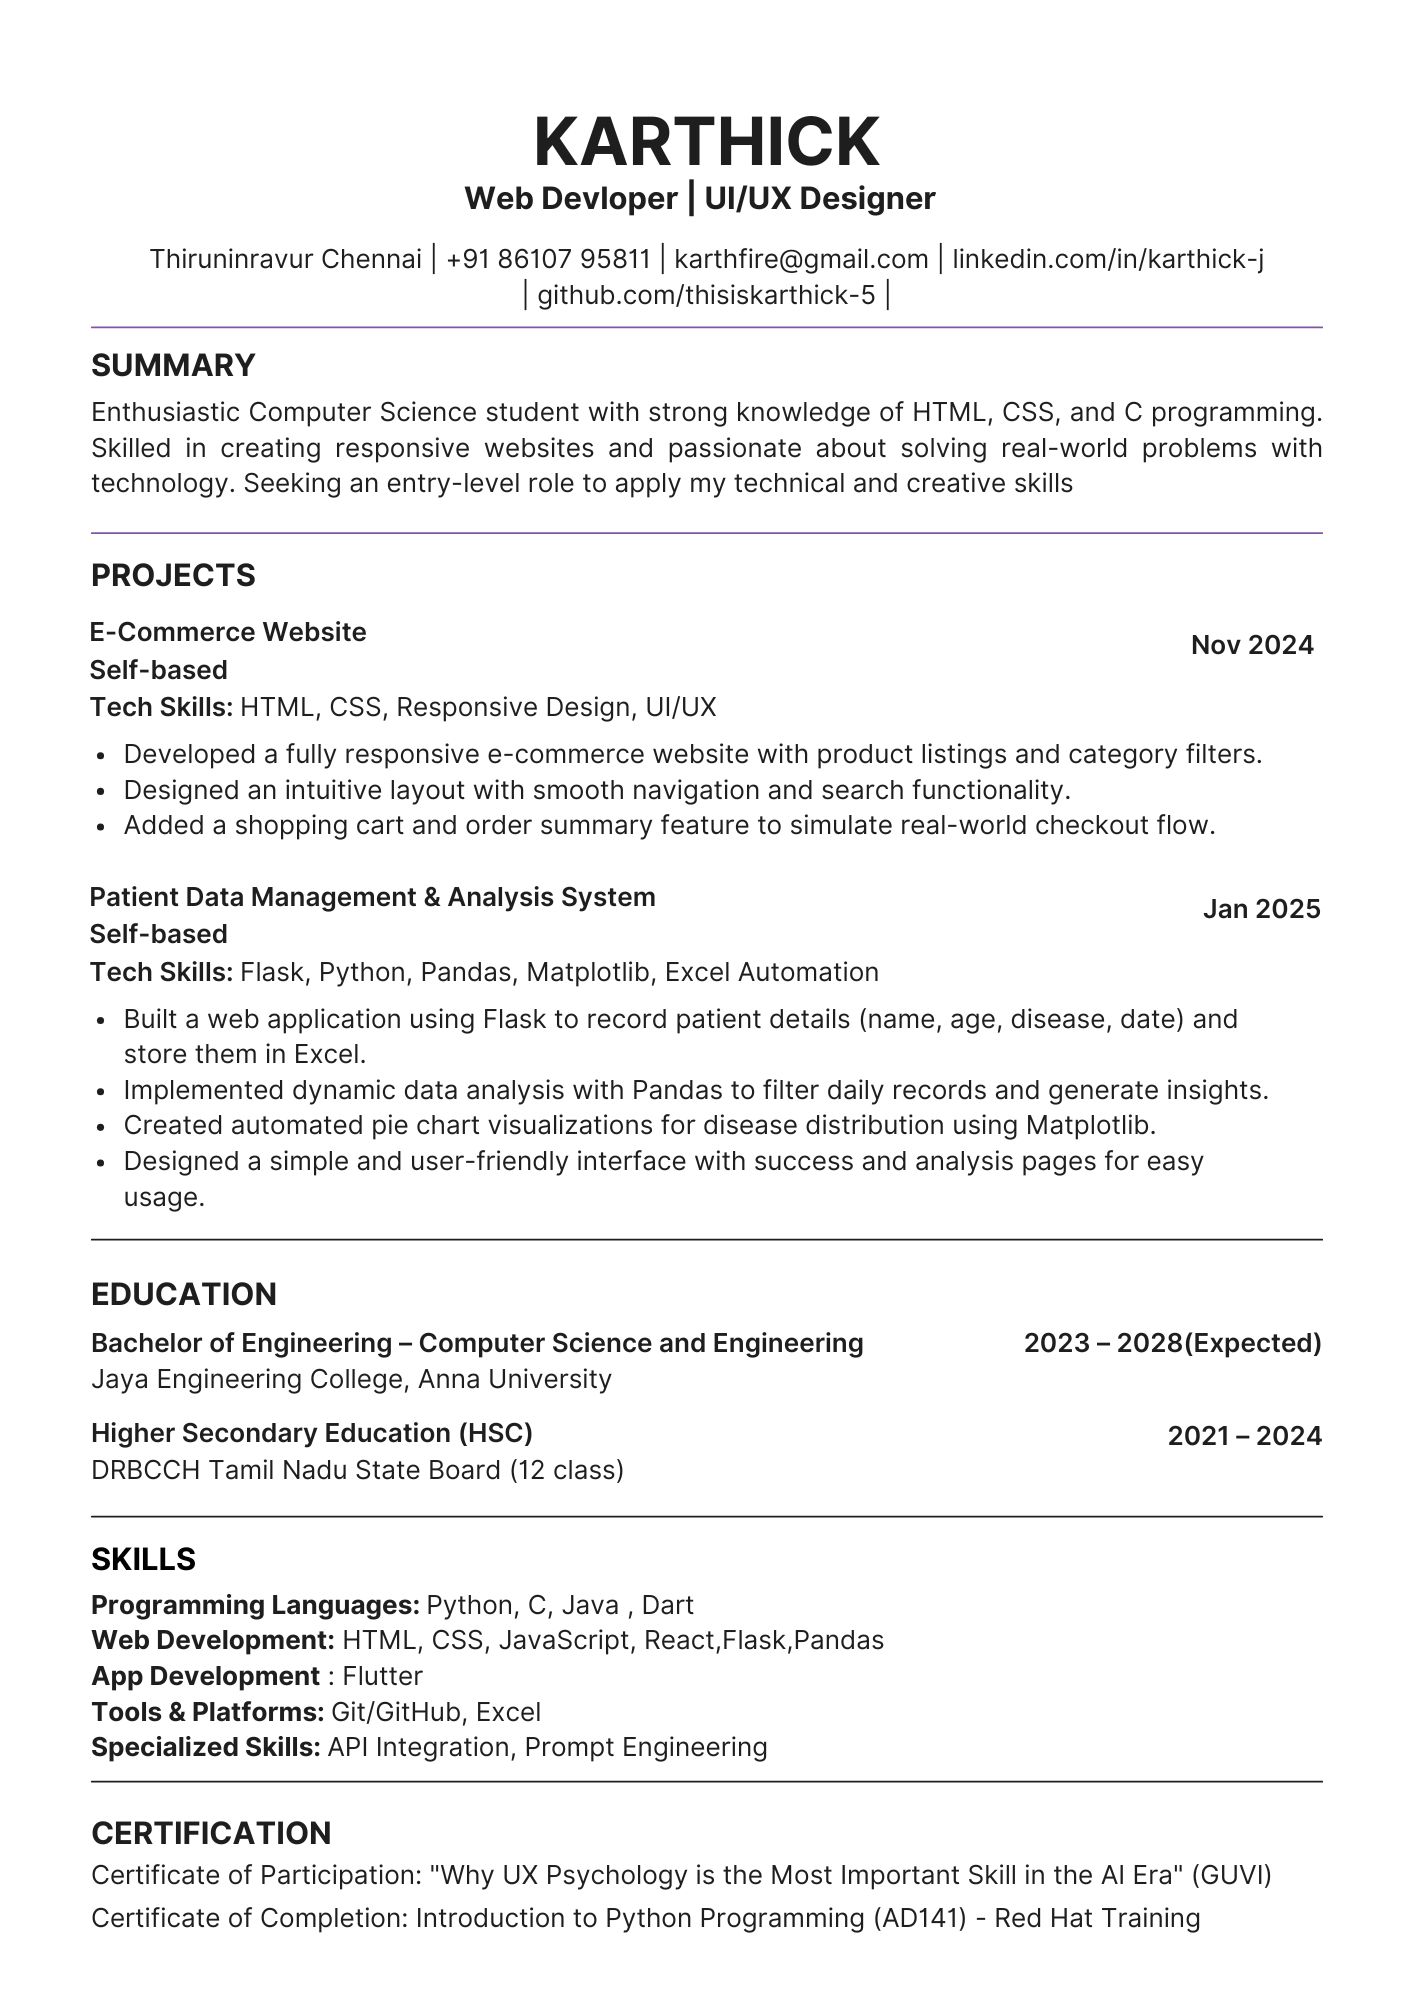 KARTHICK
Web Devloper | UI/UX Designer
Thiruninravur Chennai | +91 86107 95811 | karthfire@gmail.com | linkedin.com/in/karthick-j
| github.com/thisiskarthick-5 |
SUMMARY
Enthusiastic Computer Science student with strong knowledge of HTML, CSS, and C programming.
Skilled in creating responsive websites and passionate about solving real-world problems with
technology. Seeking an entry-level role to apply my technical and creative skills
PROJECTS
E-Commerce Website
Nov 2024
Self-based
Tech Skills: HTML, CSS, Responsive Design, UI/UX
• Developed a fully responsive e-commerce website with product listings and category filters.
• Designed an intuitive layout with smooth navigation and search functionality.
• Added a shopping cart and order summary feature to simulate real-world checkout flow.
Patient Data Management & Analysis System
Jan 2025
Self-based
Tech Skills: Flask, Python, Pandas, Matplotlib, Excel Automation
• Built a web application using Flask to record patient details (name, age, disease, date) and
store them in Excel.
• Implemented dynamic data analysis with Pandas to filter daily records and generate insights.
• Created automated pie chart visualizations for disease distribution using Matplotlib.
• Designed a simple and user-friendly interface with success and analysis pages for easy
usage.
EDUCATION
Bachelor of Engineering – Computer Science and Engineering 2023 – 2028(Expected)
Jaya Engineering College, Anna University
Higher Secondary Education (HSC) 2021 – 2024
DRBCCH Tamil Nadu State Board (12 class)
SKILLS
Programming Languages: Python, C, Java , Dart
Web Development: HTML, CSS, JavaScript, React,Flask,Pandas
App Development : Flutter
Tools & Platforms: Git/GitHub, Excel
Specialized Skills: API Integration, Prompt Engineering
CERTIFICATION
Certificate of Participation: "Why UX Psychology is the Most Important Skill in the AI Era" (GUVI)
Certificate of Completion: Introduction to Python Programming (AD141) - Red Hat Training